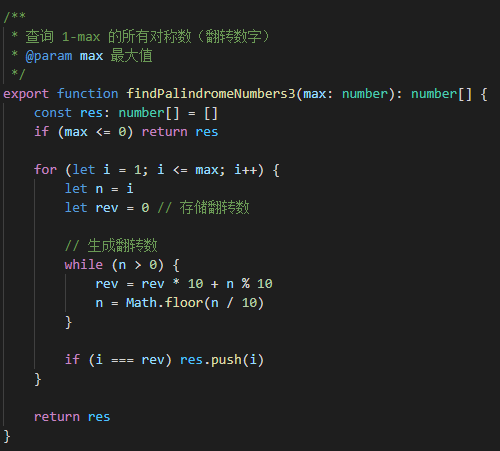 /**
 * 查询 1-max 的所有对称数（翻转数字）
 * @param max 最大值
 */
export function findPalindromeNumbers3(max: number): number[] {
    const res: number[] = []
    if (max <= 0) return res

    for (let i = 1; i <= max; i++) {
        let n = i
        let rev = 0 // 存储翻转数

        // 生成翻转数
        while (n > 0) {
            rev = rev * 10 + n % 10
            n = Math.floor(n / 10)
        }

        if (i === rev) res.push(i)
    }

    return res
}